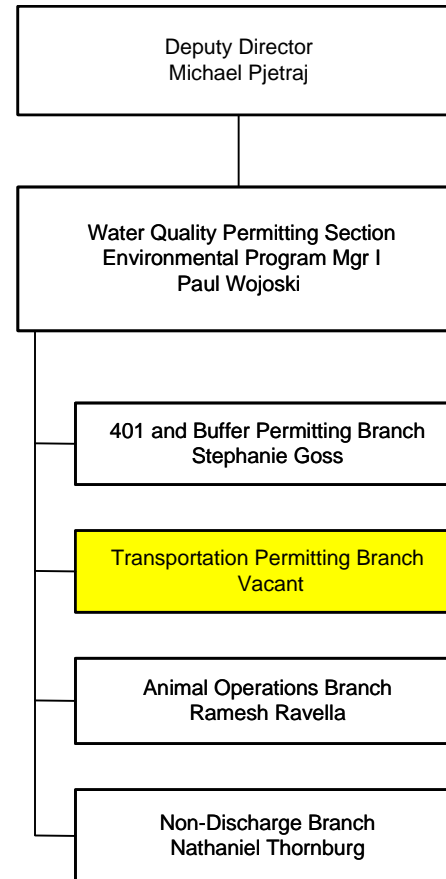 Deputy Director
Michael Pjetraj
Water Quality Permitting Section
Environmental Program Mgr I
Paul Wojoski
401 and Buffer Permitting Branch
Stephanie Goss
Transportation Permitting Branch
Vacant
Animal Operations Branch
Ramesh Ravella
Non-Discharge Branch
Nathaniel Thornburg